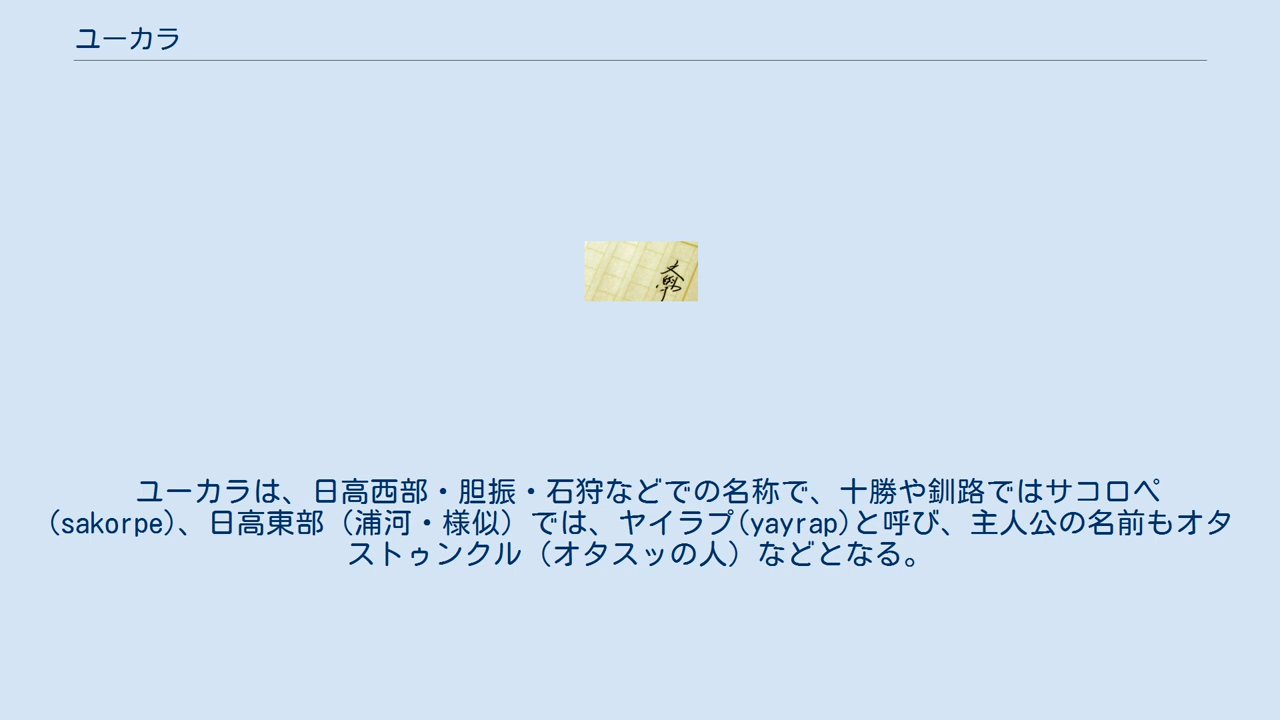 ユーカラ
ユーカラは、日高西部・胆振・石狩などでの名称で、十勝や釧路ではサコロペ
(sakorpe)、日高東部（浦河・様似）では、ヤイラプ(yayrap)と呼び、主人公の名前もオタ
ストゥンクル（オタスッの人）などとなる。